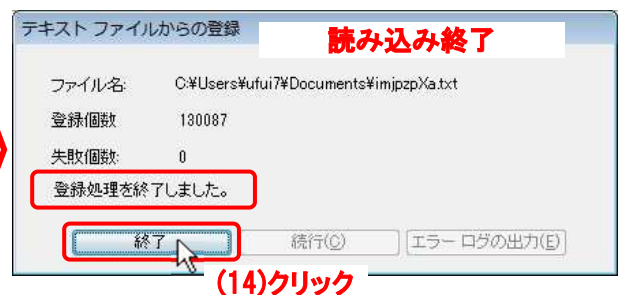 テキスト ファイルからの登録
読み込み終了
ファイル名: C:¥Users¥ufui7¥Documents¥imjpzpXa.txt
登録個数 130087
失敗個数: 0
登録処理を終了しました。
終了 続行(C) エラー ログの出力(E)
(14)クリック